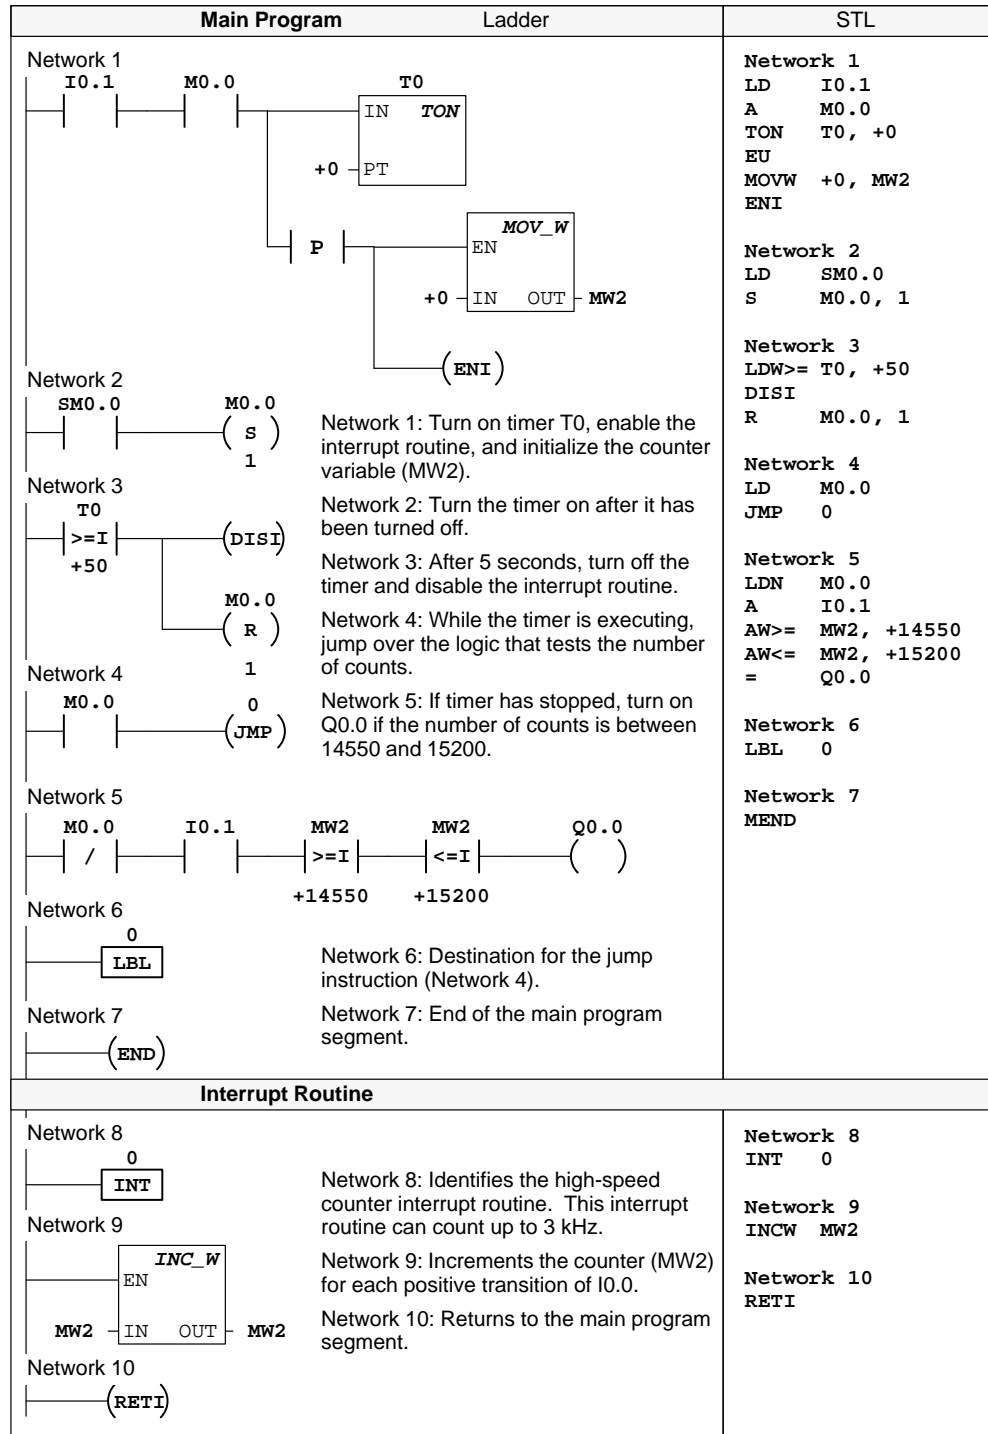 Main Program Ladder STL
Network 1
I0.1 M0.0 T0
IN TON
+0 PT
P
MOV_W
EN
+0 IN OUT MW2
ENI
Network 2
SM0.0 M0.0
S
1
Network 3
T0
>=I DISI
+50
M0.0
R
1
Network 4
M0.0 0
JMP
Network 5
M0.0 I0.1 MW2 MW2 Q0.0
/ >=I <=I
+14550 +15200
Network 6
0
LBL
Network 7
END
Network 1: Turn on timer T0, enable the
interrupt routine, and initialize the counter
variable (MW2).
Network 2: Turn the timer on after it has
been turned off.
Network 3: After 5 seconds, turn off the
timer and disable the interrupt routine.
Network 4: While the timer is executing,
jump over the logic that tests the number
of counts.
Network 5: If timer has stopped, turn on
Q0.0 if the number of counts is between
14550 and 15200.
Network 6: Destination for the jump
instruction (Network 4).
Network 7: End of the main program
segment.
Network 1
LD I0.1
A M0.0
TON T0, +0
EU
MOVW +0, MW2
ENI
Network 2
LD SM0.0
S M0.0, 1
Network 3
LDW>= T0, +50
DISI
R M0.0, 1
Network 4
LD M0.0
JMP 0
Network 5
LDN M0.0
A I0.1
AW>= MW2, +14550
AW<= MW2, +15200
= Q0.0
Network 6
LBL 0
Network 7
MEND
Interrupt Routine
Network 8
0
INT
Network 9
INC_W
EN
MW2 IN OUT MW2
Network 10
RETI
Network 8: Identifies the high-speed
counter interrupt routine. This interrupt
routine can count up to 3 kHz.
Network 9: Increments the counter (MW2)
for each positive transition of I0.0.
Network 10: Returns to the main program
segment.
Network 8
INT 0
Network 9
INCW MW2
Network 10
RETI